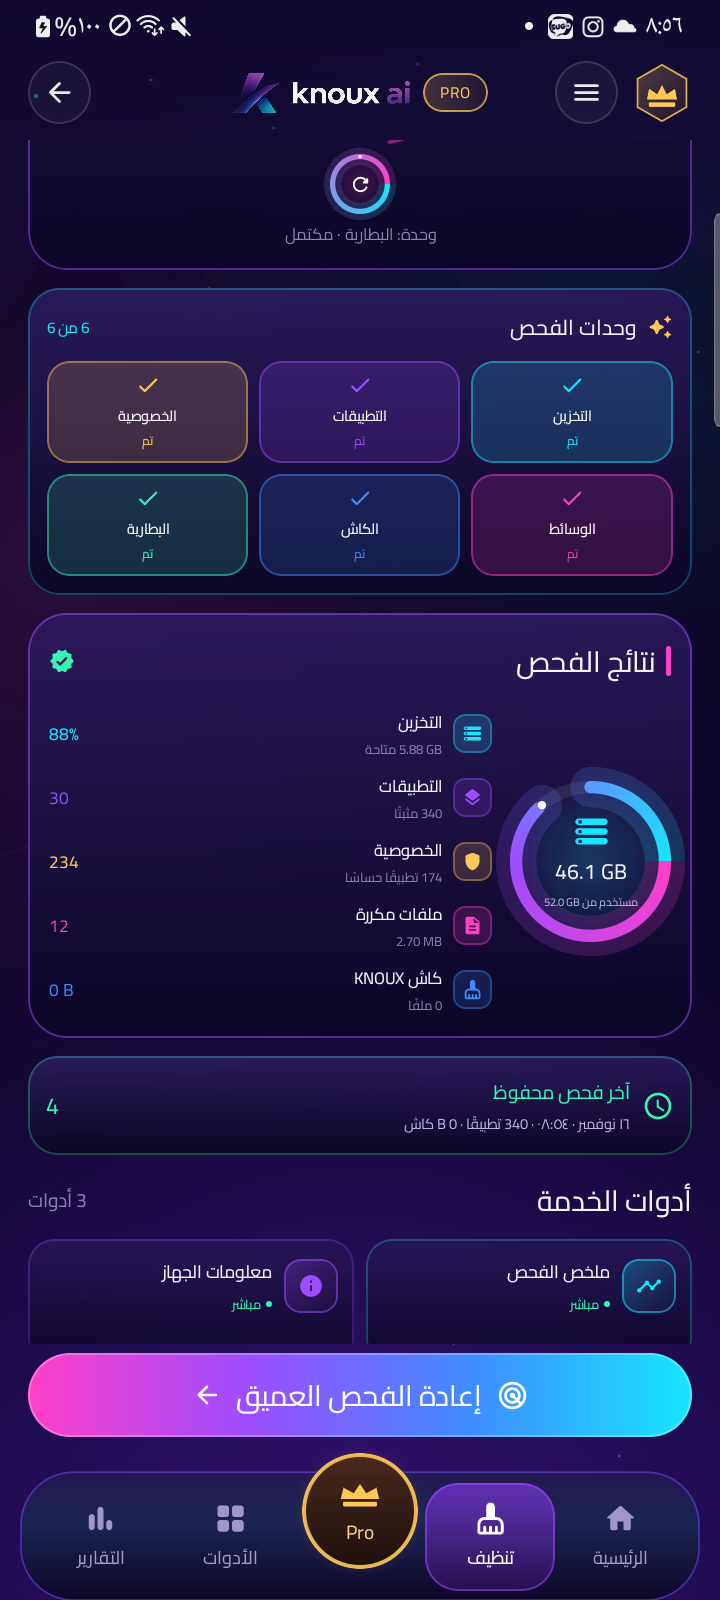 ٨:٥٦
%١٠٠
knoux ai
PRO
وحدة: البطارية · مكتمل
وحدات الفحص
6 من 6
التخزين
تم
التطبيقات
تم
الخصوصية
تم
الوسائط
تم
الكاش
تم
البطارية
تم
نتائج الفحص
التخزين
5.88 GB متاحة
88%
التطبيقات
340 مثبتًا
30
الخصوصية
174 تطبيقًا حساسًا
234
ملفات مكررة
2.70 MB
12
كاش KNOUX
0 ملفًا
0 B
46.1 GB
مستخدم من 52.0 GB
آخر فحص محفوظ
١٦ نوفمبر · ٠٨:٥٤ · 340 تطبيقًا · 0 B كاش
4
أدوات الخدمة
3 أدوات
ملخص الفحص
مباشر
معلومات الجهاز
مباشر
إعادة الفحص العميق
الرئيسية
تنظيف
Pro
الأدوات
التقارير